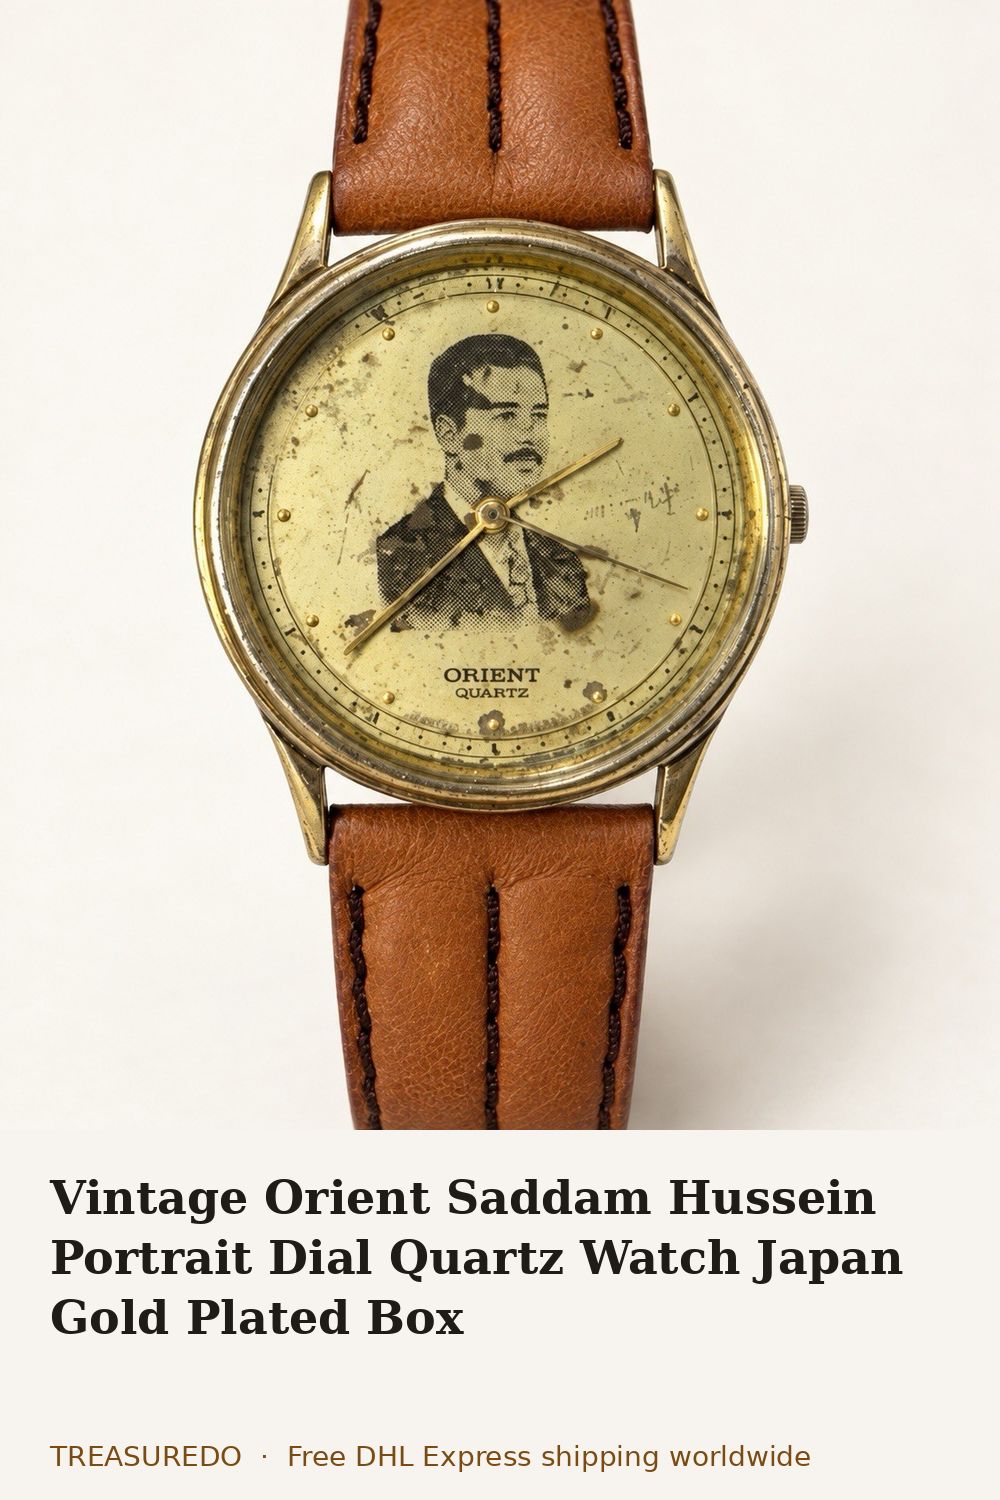 ORIENT
QUARTZ
Vintage Orient Saddam Hussein
Portrait Dial Quartz Watch Japan
Gold Plated Box
TREASUREDO · Free DHL Express shipping worldwide